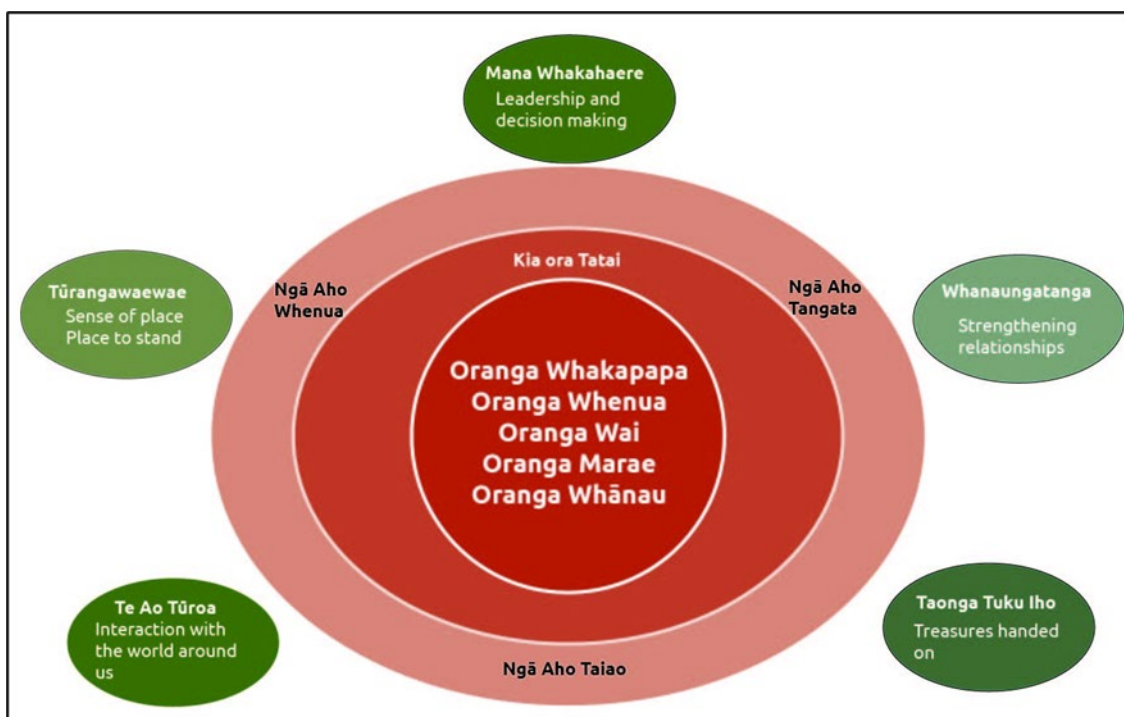 Mana Whakahaere
Leadership and
decision making
Tūrangawaewae
Sense of place
Place to stand
Ngā Aho
Whenua
Kia ora Tatai
Ngā Aho
Tangata
Whanaungatanga
Strengthening
relationships
Oranga Whakapapa
Oranga Whenua
Oranga Wai
Oranga Marae
Oranga Whānau
Te Ao Tūroa
Interaction with
the world around
us
Ngā Aho Taiao
Taonga Tuku Iho
Treasures handed
on